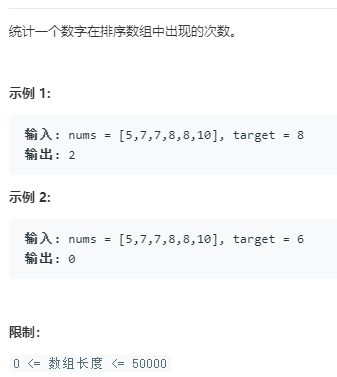 统计一个数字在排序数组中出现的次数。
示例 1:
输入: nums = [5,7,7,8,8,10], target = 8
输出: 2
示例 2:
输入: nums = [5,7,7,8,8,10], target = 6
输出: 0
限制：
0 <= 数组长度 <= 50000